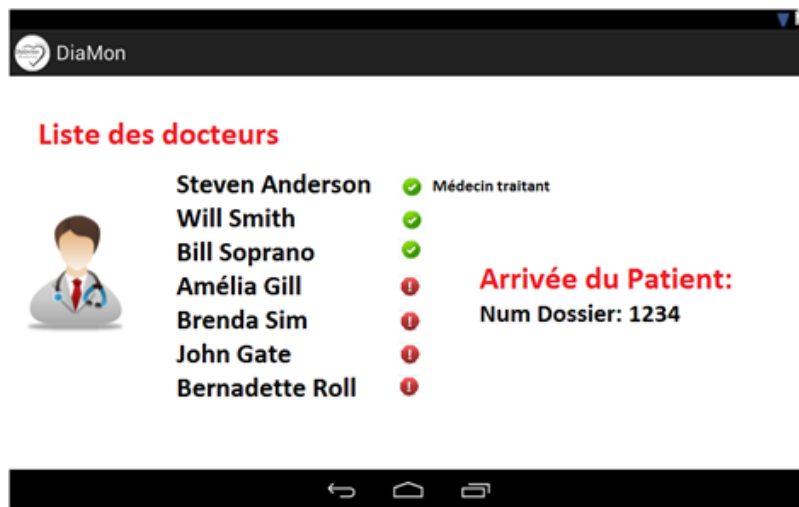 DiaMon
Liste des docteurs
Steven Anderson Médecin traitant
Will Smith
Bill Soprano
Amélia Gill
Brenda Sim
John Gate
Bernadette Roll
Arrivée du Patient:
Num Dossier: 1234